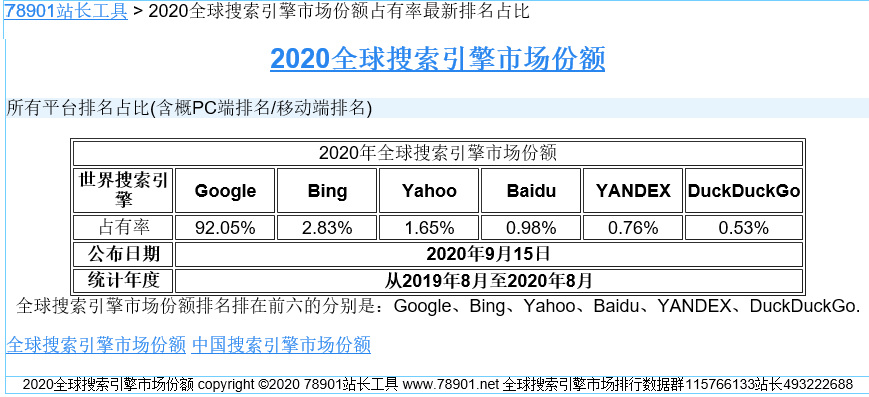 78901站长工具 > 2020全球搜索引擎市场份额占有率最新排名占比
2020全球搜索引擎市场份额
所有平台排名占比(含概PC端排名/移动端排名)
2020年全球搜索引擎市场份额
世界搜索引擎 Google Bing Yahoo Baidu YANDEX DuckDuckGo
占有率 92.05% 2.83% 1.65% 0.98% 0.76% 0.53%
公布日期 2020年9月15日
统计年度 从2019年8月至2020年8月
全球搜索引擎市场份额排名排在前六的分别是：Google、Bing、Yahoo、Baidu、YANDEX、DuckDuckGo.
全球搜索引擎市场份额 中国搜索引擎市场份额
2020全球搜索引擎市场份额 copyright ©2020 78901站长工具 www.78901.net 全球搜索引擎市场排行数据群115766133站长493222688